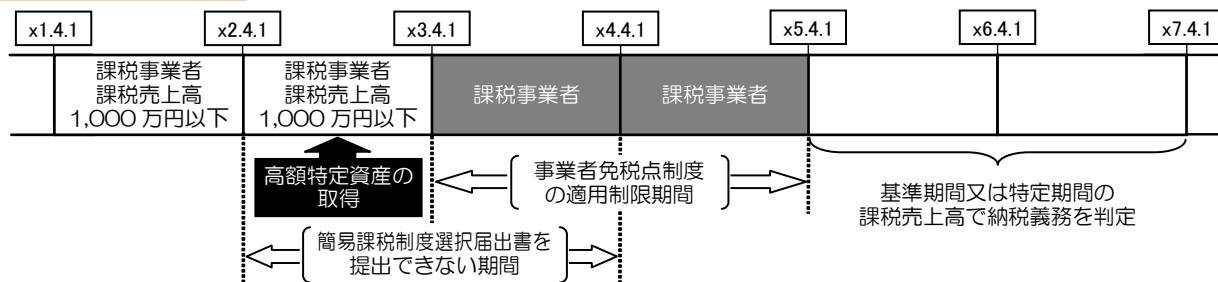 x1.4.1
x2.4.1
x3.4.1
x4.4.1
x5.4.1
x6.4.1
x7.4.1
課税事業者
課税売上高
1,000 万円以下
課税事業者
課税売上高
1,000 万円以下
課税事業者
課税事業者
高額特定資産の
取得
事業者免税点制度
の適用制限期間
基準期間又は特定期間の
課税売上高で納税義務を判定
簡易課税制度選択届出書を
提出できない期間